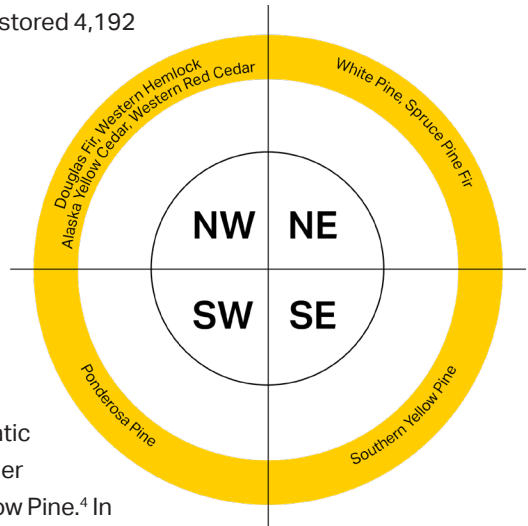 stored 4,192
Douglas Fir, Western Hemlock
Alaska Yellow Cedar, Western Red Cedar
White Pine, Spruce Pine Fir
NW
NE
SW
SE
Ponderosa Pine
Southern Yellow Pine
ntic
er
ow Pine.⁴ In